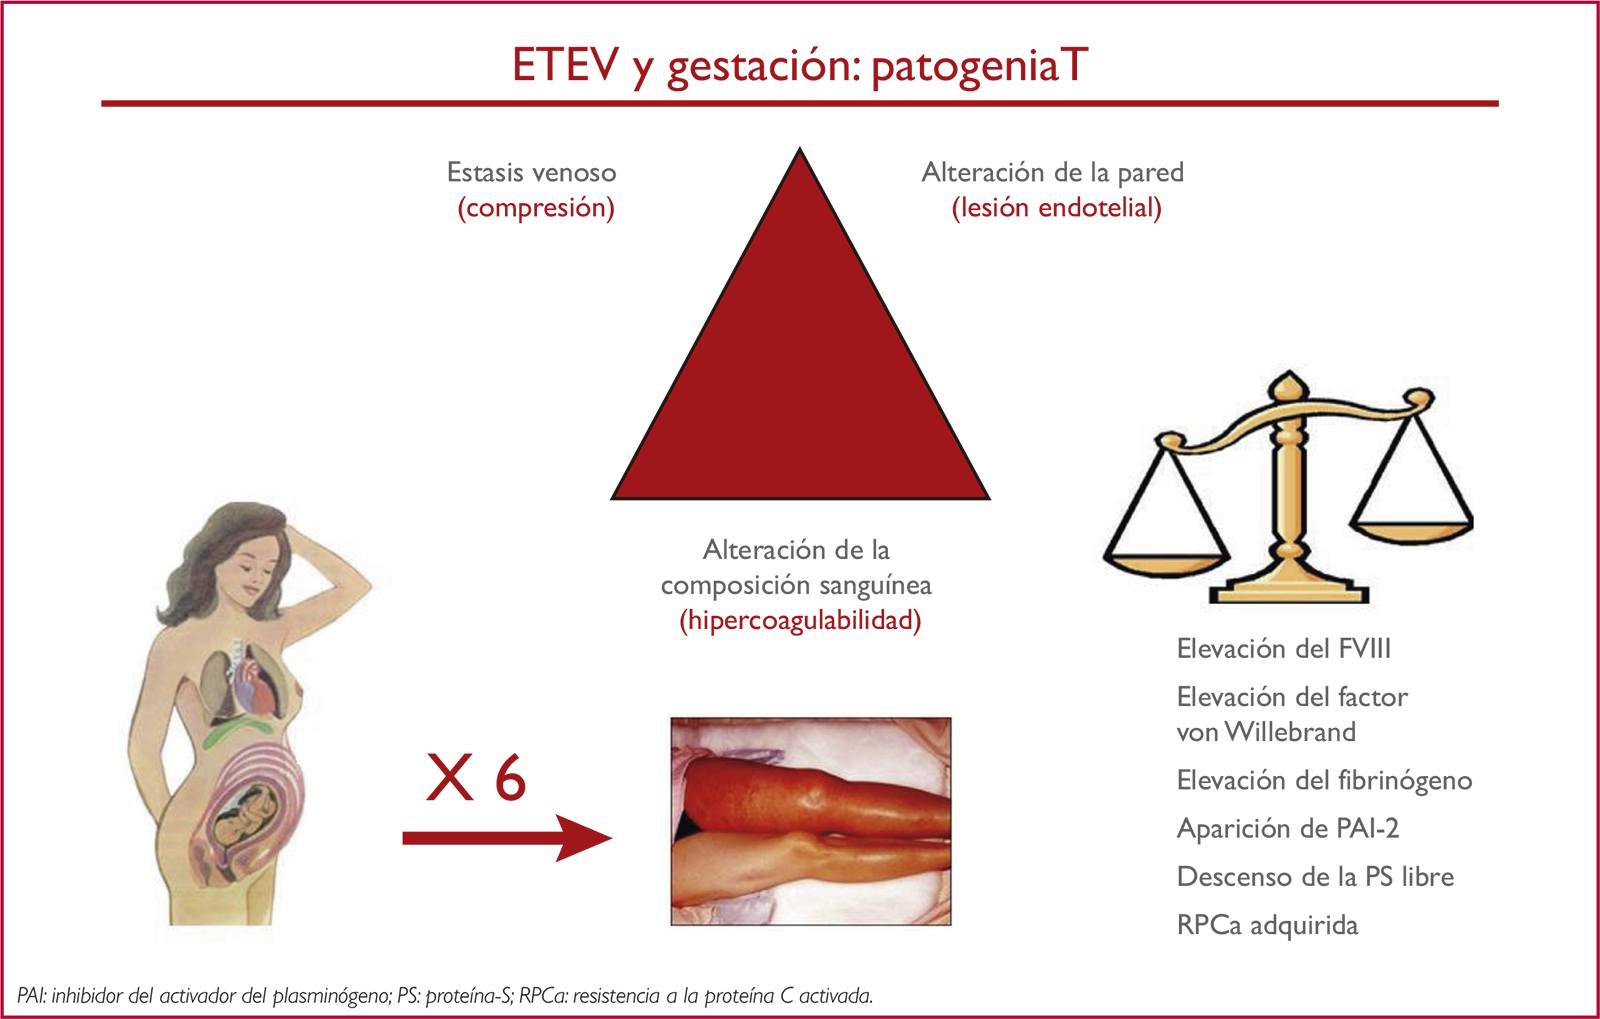 ETEV y gestación: patogeniaT
Estasis venoso
(compresión)
Alteración de la pared
(lesión endotelial)
Alteración de la
composición sanguínea
(hipercoagulabilidad)
X 6
Elevación del FVIII
Elevación del factor
von Willebrand
Elevación del fibrinógeno
Aparición de PAI-2
Descenso de la PS libre
RPCa adquirida
PAI: inhibidor del activador del plasminógeno; PS: proteína-S; RPCa: resistencia a la proteína C activada.